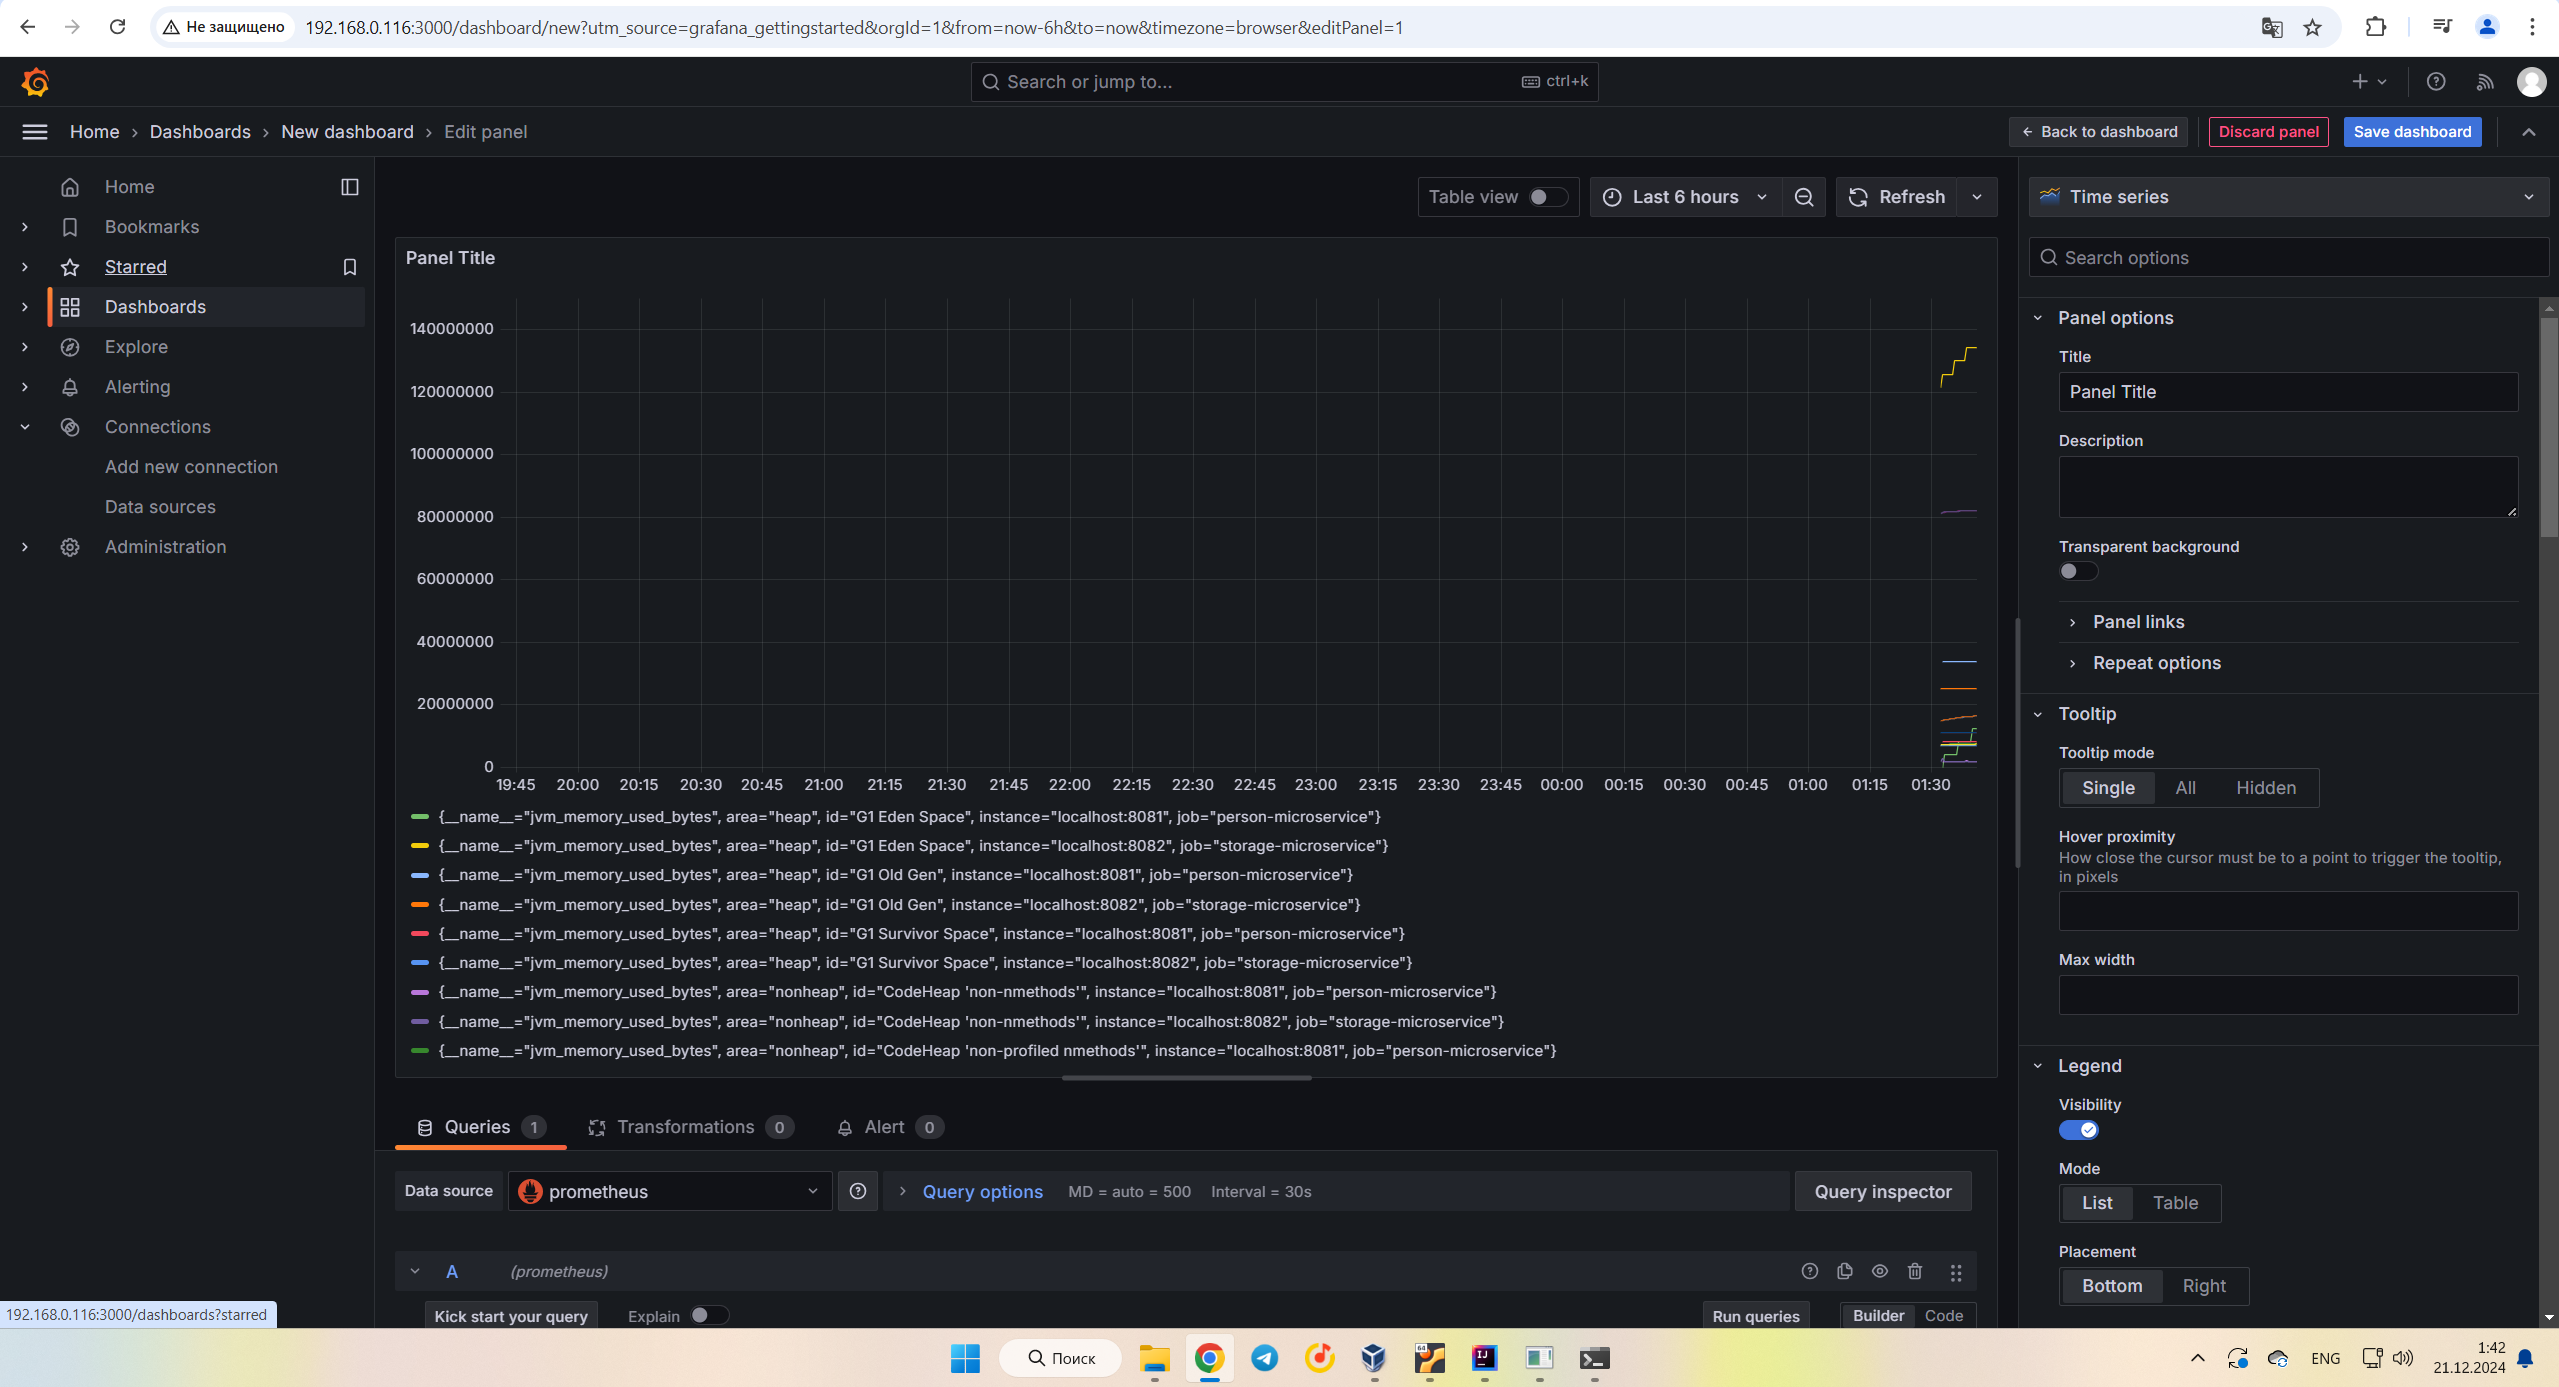 Не защищено
192.168.0.116:3000/dashboard/new?utm_source=grafana_gettingstarted&orgId=1&from=now-6h&to=now&timezone=browser&editPanel=1
Search or jump to...
ctrl+k
Home › Dashboards › New dashboard › Edit panel
Back to dashboard
Discard panel
Save dashboard
Home
Bookmarks
Starred
Dashboards
Explore
Alerting
Connections
Add new connection
Data sources
Administration
Table view
Last 6 hours
Refresh
Panel Title
140000000
120000000
100000000
80000000
60000000
40000000
20000000
0
19:45 20:00 20:15 20:30 20:45 21:00 21:15 21:30 21:45 22:00 22:15 22:30 22:45 23:00 23:15 23:30 23:45 00:00 00:15 00:30 00:45 01:00 01:15 01:30
{__name__="jvm_memory_used_bytes", area="heap", id="G1 Eden Space", instance="localhost:8081", job="person-microservice"}
{__name__="jvm_memory_used_bytes", area="heap", id="G1 Eden Space", instance="localhost:8082", job="storage-microservice"}
{__name__="jvm_memory_used_bytes", area="heap", id="G1 Old Gen", instance="localhost:8081", job="person-microservice"}
{__name__="jvm_memory_used_bytes", area="heap", id="G1 Old Gen", instance="localhost:8082", job="storage-microservice"}
{__name__="jvm_memory_used_bytes", area="heap", id="G1 Survivor Space", instance="localhost:8081", job="person-microservice"}
{__name__="jvm_memory_used_bytes", area="heap", id="G1 Survivor Space", instance="localhost:8082", job="storage-microservice"}
{__name__="jvm_memory_used_bytes", area="nonheap", id="CodeHeap 'non-nmethods'", instance="localhost:8081", job="person-microservice"}
{__name__="jvm_memory_used_bytes", area="nonheap", id="CodeHeap 'non-nmethods'", instance="localhost:8082", job="storage-microservice"}
{__name__="jvm_memory_used_bytes", area="nonheap", id="CodeHeap 'non-profiled nmethods'", instance="localhost:8081", job="person-microservice"}
Queries 1
Transformations 0
Alert 0
Data source
prometheus
Query options
MD = auto = 500
Interval = 30s
Query inspector
A
(prometheus)
Kick start your query
Explain
Run queries
Builder
Code
Time series
Search options
Panel options
Title
Panel Title
Description
Transparent background
Panel links
Repeat options
Tooltip
Tooltip mode
Single All Hidden
Hover proximity
How close the cursor must be to a point to trigger the tooltip,
in pixels
Max width
Legend
Visibility
Mode
List Table
Placement
Bottom Right
192.168.0.116:3000/dashboards?starred
Поиск
64
IJ
ENG
1:42
21.12.2024